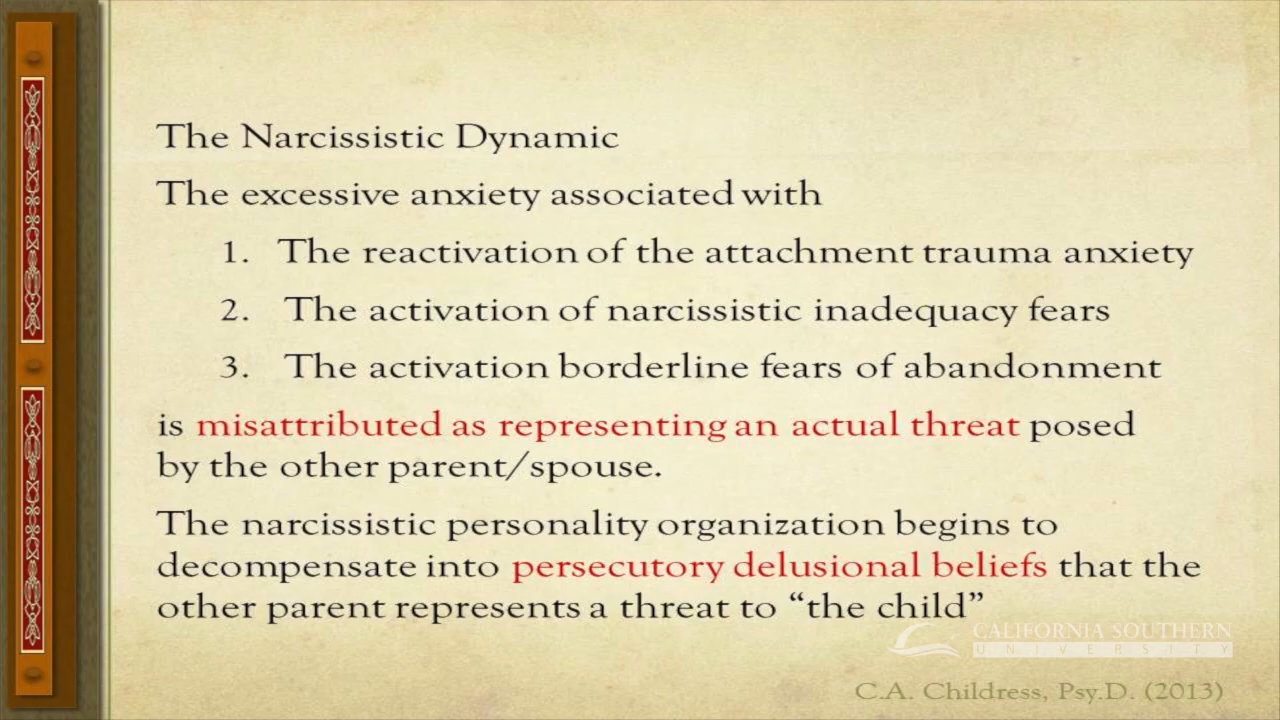 The Narcissistic Dynamic
The excessive anxiety associated with
1. The reactivation of the attachment trauma anxiety
2. The activation of narcissistic inadequacy fears
3. The activation borderline fears of abandonment
is misattributed as representing an actual threat posed
by the other parent/spouse.
The narcissistic personality organization begins to
decompensate into persecutory delusional beliefs that the
other parent represents a threat to “the child”
CALIFORNIA SOUTHERN
UNIVERSITY
C.A. Childress, Psy.D. (2013)